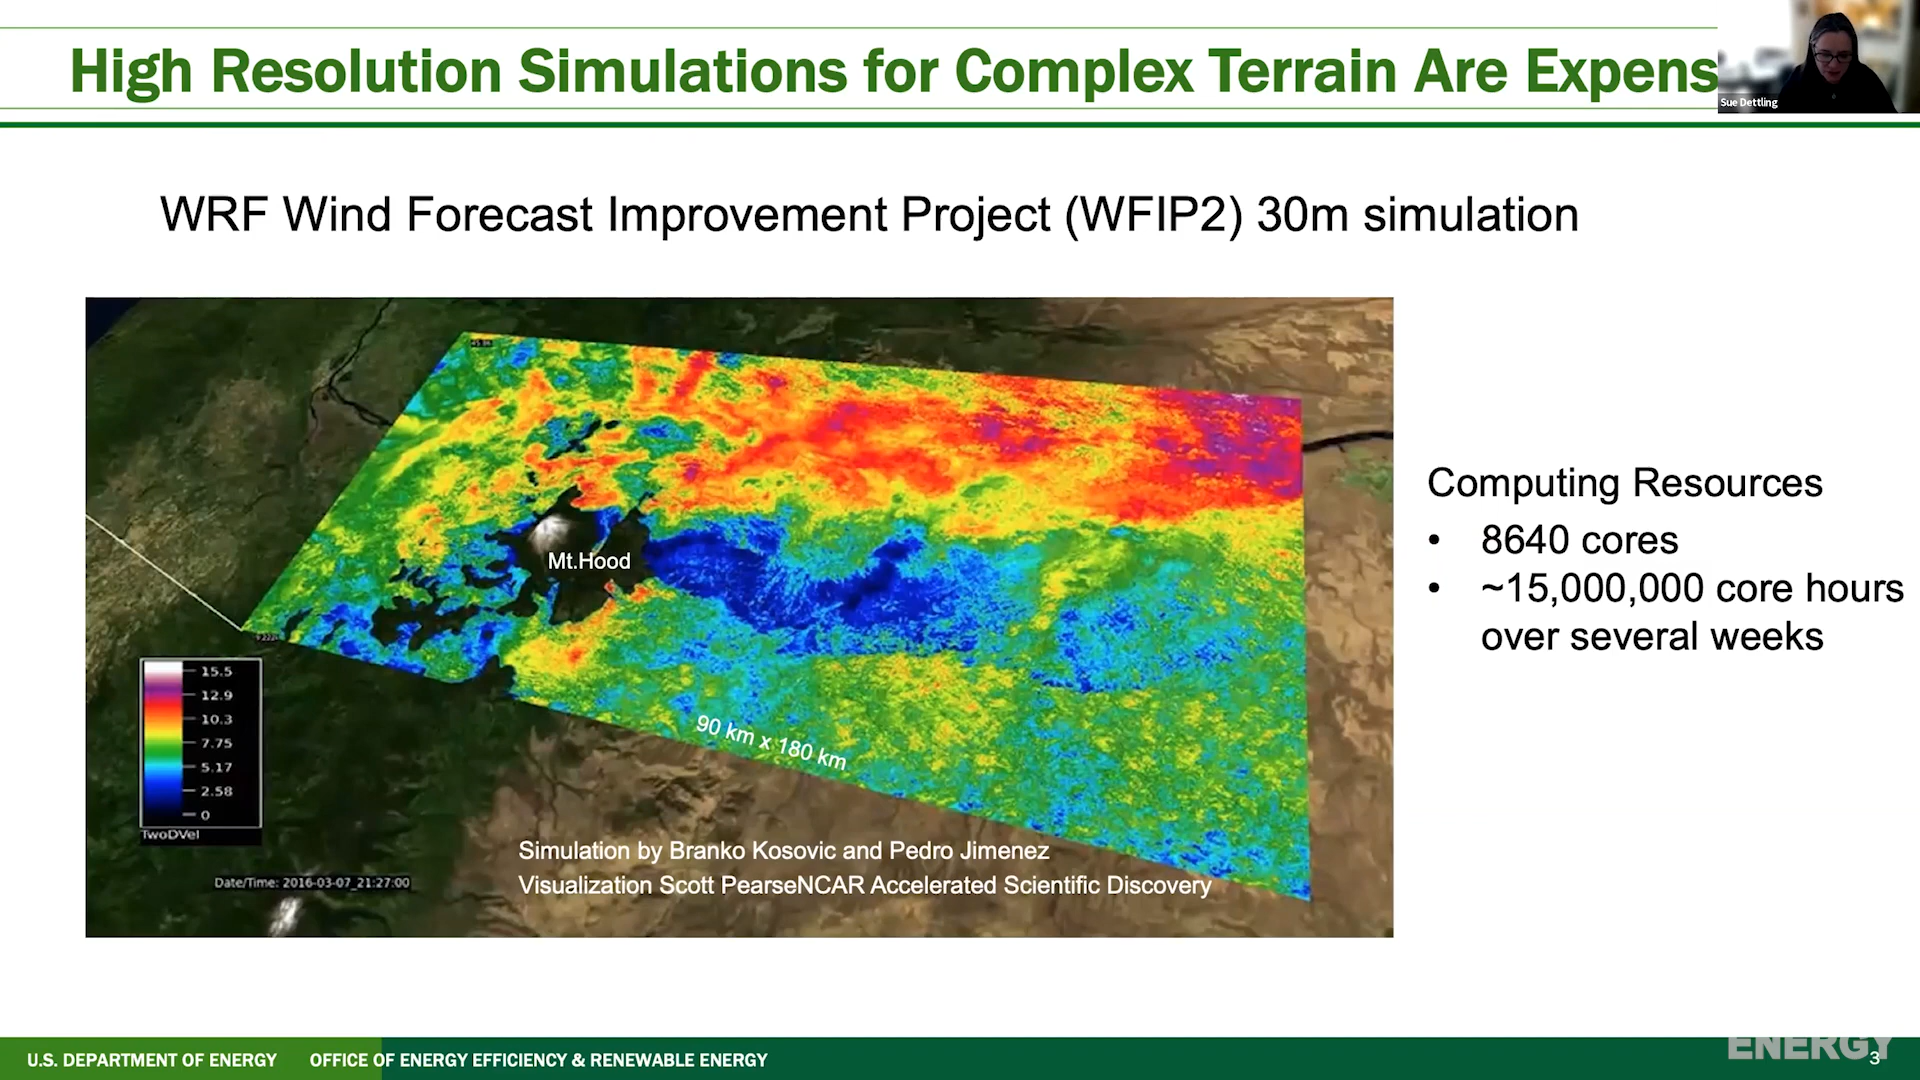 High Resolution Simulations for Complex Terrain Are Expens
Sue Dettling
WRF Wind Forecast Improvement Project (WFIP2) 30m simulation
Mt.Hood
90 km x 180 km
15.5
12.9
10.3
7.75
5.17
2.58
0
TwoDVel
Date/Time: 2016-03-07_21:27:00
Simulation by Branko Kosovic and Pedro Jimenez
Visualization Scott PearseNCAR Accelerated Scientific Discovery
Computing Resources
• 8640 cores
• ~15,000,000 core hours
over several weeks
U.S. DEPARTMENT OF ENERGY OFFICE OF ENERGY EFFICIENCY & RENEWABLE ENERGY
ENERGY
3